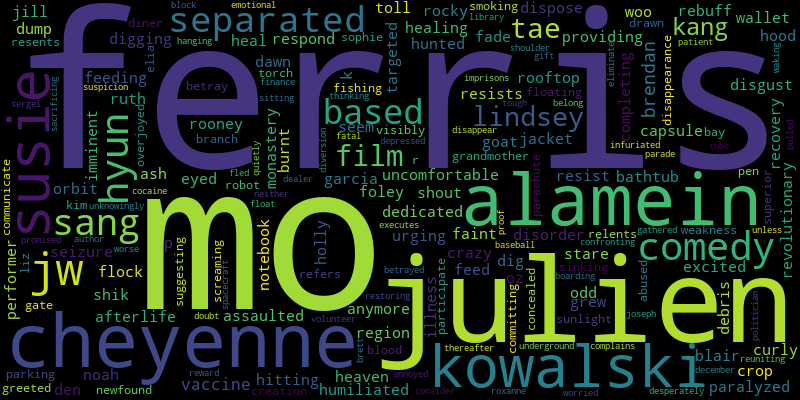 ferris
mo
julien
alamein
cheyenne
kowalski
susie
separated
sang
jw
hyun
based
film
comedy
lindsey
tae
kang
brendan
jill
dump
resents
diner
parking
block
emotional
smoking
library
toll
rocky
dispose
woo
rebuff
wallet
hood
digging
heal
respond
sophie
hanging
healing
fade
hunted
drawn
providing
patient
shoulder
gift
dawn
torch
finance
k
targeted
feeding
betray
suspicion
sitting
fishing
thinking
rooftop
floating
imprisons
tough
belong
eliminate
completing
disappearance
disgust
waking
sergei
sacrificing
elian
ruth
overjoyed
imminent
rooney
branch
monastery
burnt
seem
visibly
resists
disappear
goat
jacket
infuriated
parade
capsule
bay
tube
pulled
recovery
ash
eyed
robot
fled
quietly
fatal
diversion
depressed
r
uncomfortable
grandmother
resist
bathtub
pen
superior
revolutionary
orbit
kim
unknowingly
cocaine
dealer
neither
float
garcia
foley
shout
parachute
communicate
promised
author
worse
p
notebook
holly
executes
dedicated
faint
proof
baseball
disorder
relents
gathered
weakness
unless
confronting
performer
liz
seizure
suggesting
screaming
spacecraft
refers
betrayed
urging
crazy
oz
stare
sinking
excited
abused
flock
shik
gate
afterlife
doubt
assaulted
volunteer
restoring
anymore
region
blood
illness
participate
feed
dig
committing
concealed
odd
grew
boarding
sunlight
joseph
debris
politician
greeted
den
noah
newfound
vaccine
reward
creation
hitting
brett
heaven
humiliated
annoyed
consider
thereafter
underground
complains
roxanne
december
worried
desperately
blair
crop
curly
reuniting
paralyzed